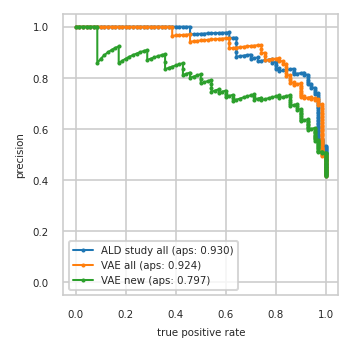 1.0
0.8
0.6
0.4
0.2
0.0
precision
ALD study all (aps: 0.930)
VAE all (aps: 0.924)
VAE new (aps: 0.797)
0.0 0.2 0.4 0.6 0.8 1.0
true positive rate